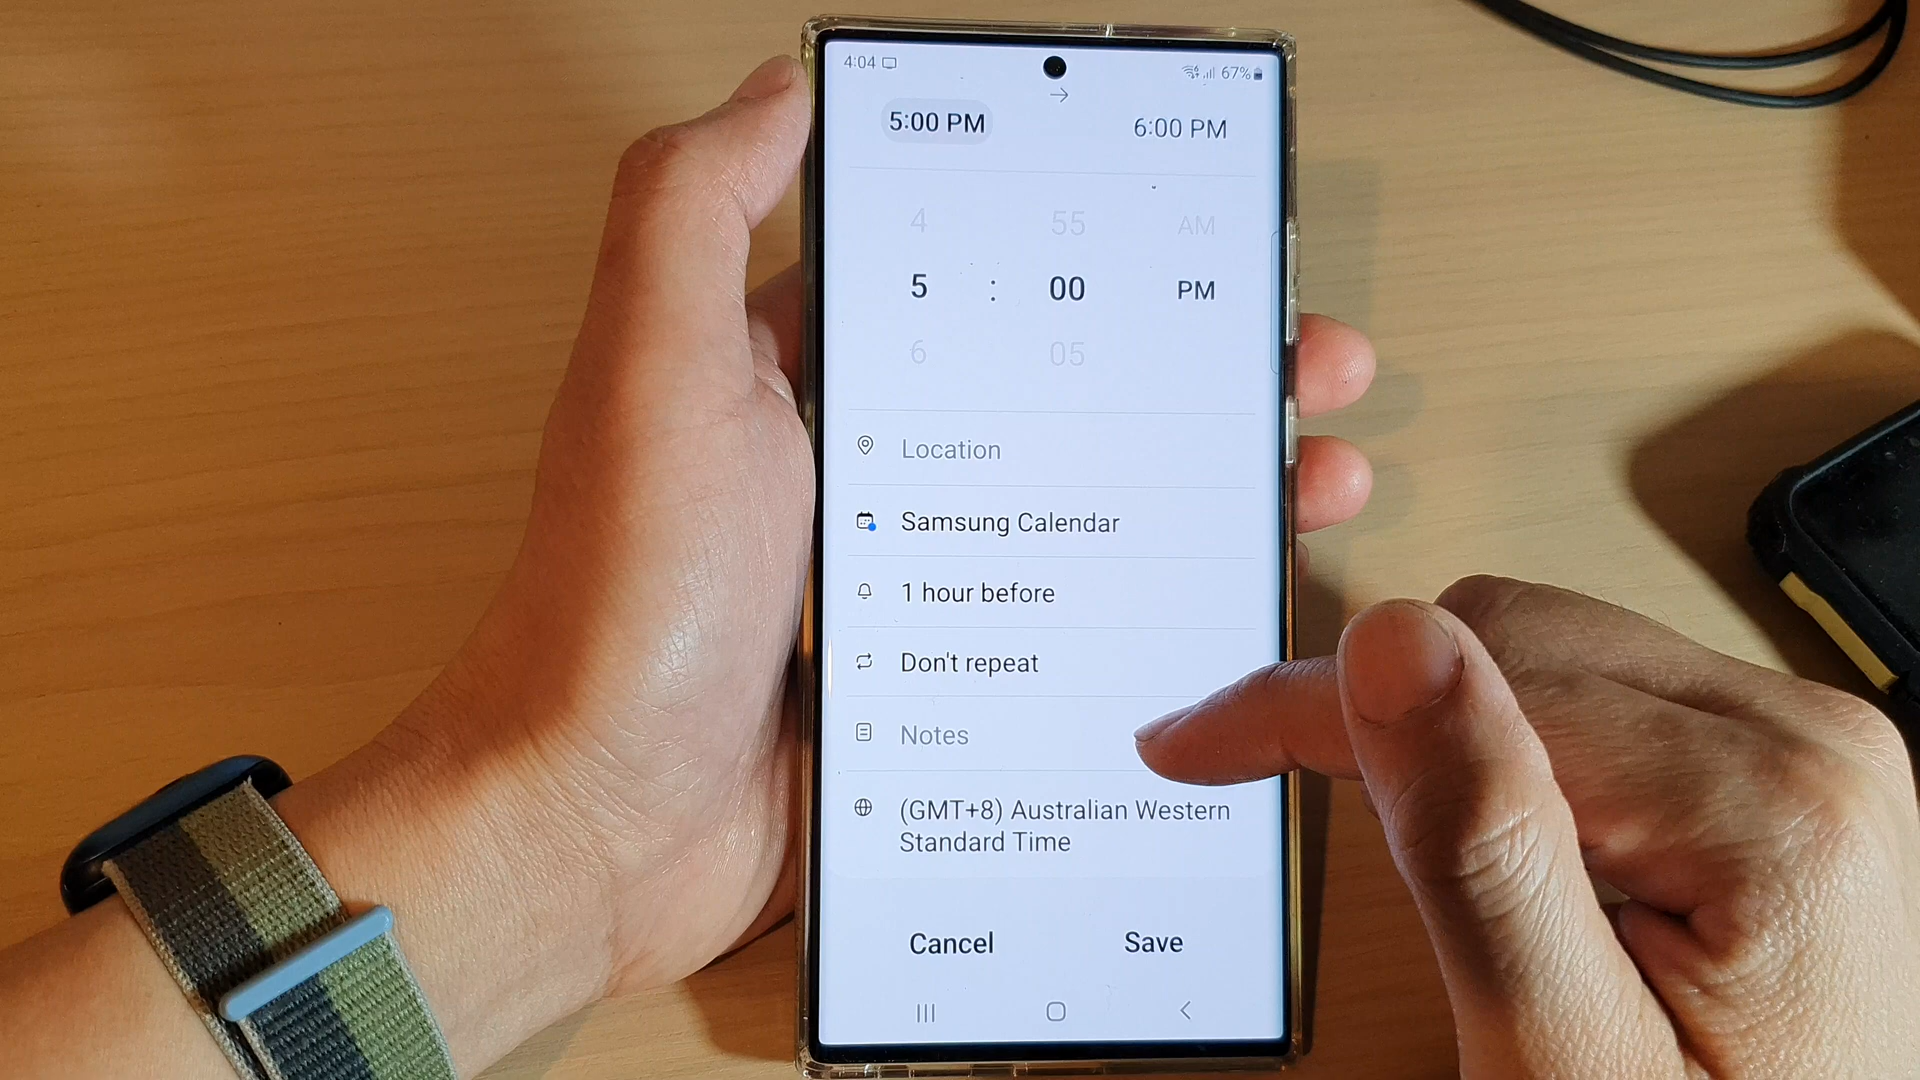 4:04 67%
5:00 PM → 6:00 PM
4 55 AM
5 : 00 PM
6 05
Location
Samsung Calendar
1 hour before
Don't repeat
Notes
(GMT+8) Australian Western
Standard Time
Cancel Save